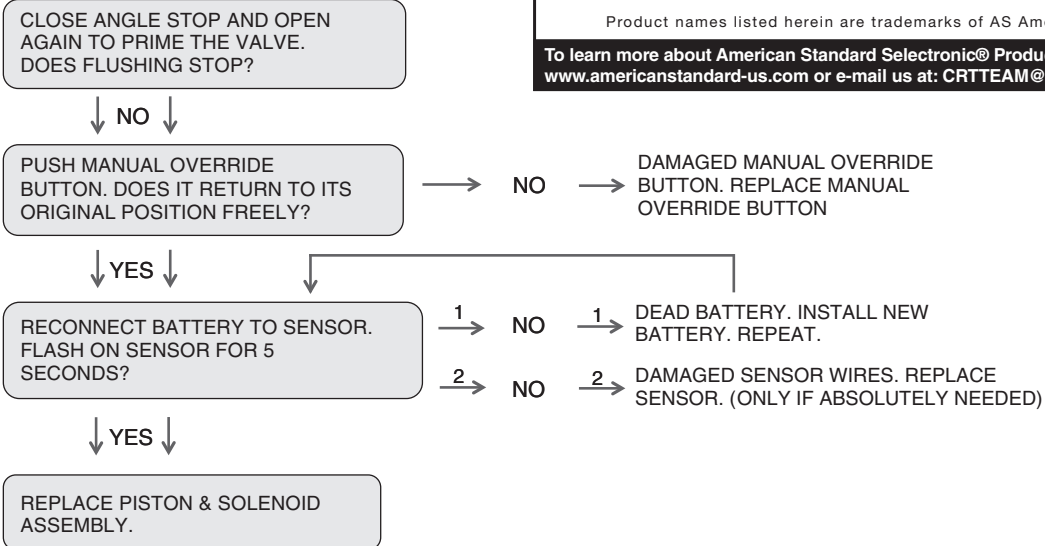 Product names listed herein are trademarks of AS
To learn more about American Standard Selectronic®
www.americanstandard-us.com or e-mail us at: CRTTEAM@
CLOSE ANGLE STOP AND OPEN
AGAIN TO PRIME THE VALVE.
DOES FLUSHING STOP?
NO
PUSH MANUAL OVERRIDE
BUTTON. DOES IT RETURN TO ITS
ORIGINAL POSITION FREELY?
NO
DAMAGED MANUAL OVERRIDE
BUTTON. REPLACE MANUAL
OVERRIDE BUTTON
YES
RECONNECT BATTERY TO SENSOR.
FLASH ON SENSOR FOR 5
SECONDS?
1 NO 1
DEAD BATTERY. INSTALL NEW
BATTERY. REPEAT.
2 NO 2
DAMAGED SENSOR WIRES. REPLACE
SENSOR. (ONLY IF ABSOLUTELY NEEDED)
YES
REPLACE PISTON & SOLENOID
ASSEMBLY.